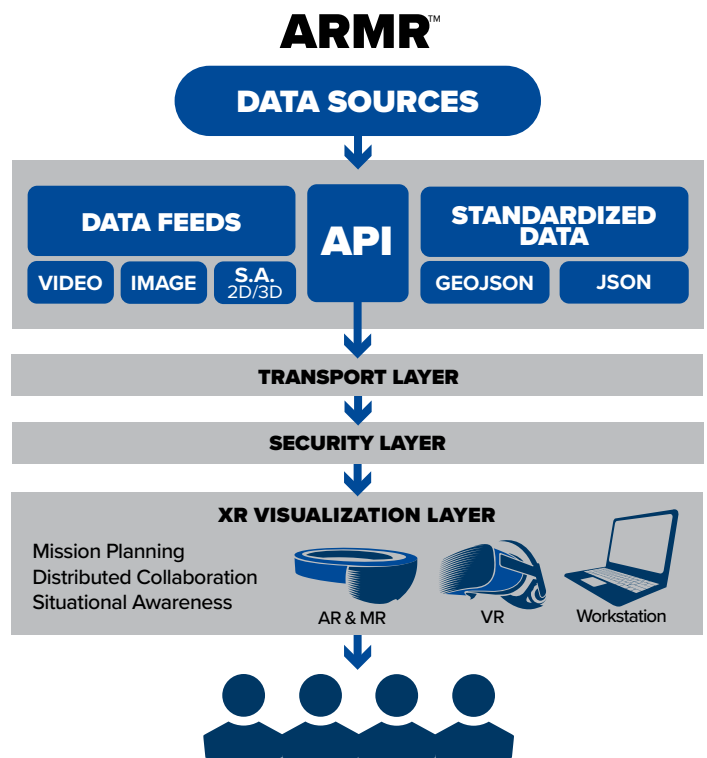 ARMR™
DATA SOURCES
DATA FEEDS
VIDEO
IMAGE
S.A.
2D/3D
API
STANDARDIZED
DATA
GEOJSON
JSON
TRANSPORT LAYER
SECURITY LAYER
XR VISUALIZATION LAYER
Mission Planning
Distributed Collaboration
Situational Awareness
AR & MR
VR
Workstation